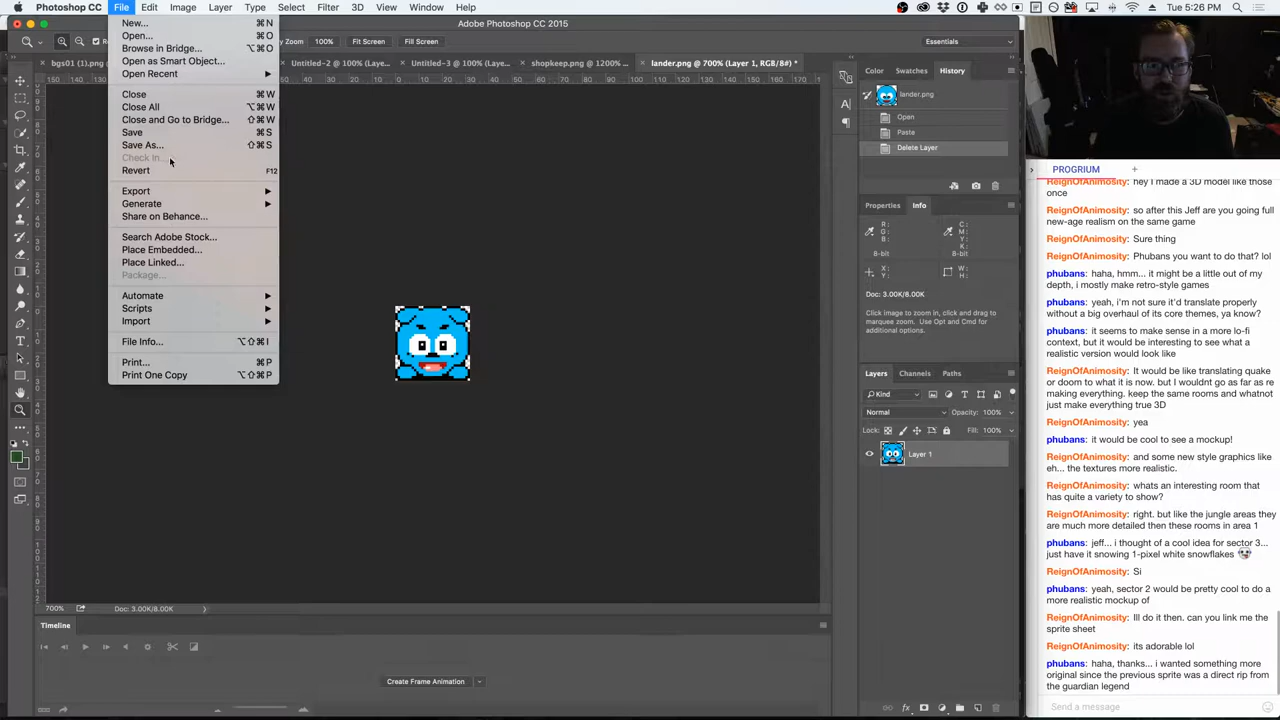 Photoshop CC File Edit Image Layer Type Select Filter 3D View Window Help Tue 5:26 PM
Adobe Photoshop CC 2015
Zoom 100% Fit Screen Fill Screen Essentials
bgs01 (1).png Untitled-2 @ 100% (Laye... Untitled-3 @ 100% (Laye... shopkeep.png @ 1200% ... lander.png @ 700% (Layer 1, RGB/8#) *
New... ⌘N
Open... ⌘O
Browse in Bridge... ⌥⌘O
Open as Smart Object...
Open Recent
Close ⌘W
Close All ⌥⌘W
Close and Go to Bridge... ⇧⌘W
Save ⌘S
Save As... ⇧⌘S
Check In...
Revert F12
Export
Generate
Share on Behance...
Search Adobe Stock...
Place Embedded...
Place Linked...
Package...
Automate
Scripts
Import
File Info... ⌥⇧⌘I
Print... ⌘P
Print One Copy ⌥⇧⌘P
700% Doc: 3.00K/8.00K
Timeline
Create Frame Animation
Color Swatches History
lander.png
Open
Paste
Delete Layer
Properties Info
R: C:
G: M:
B: Y:
K:
8-bit 8-bit
X: W:
Y: H:
Doc: 3.00K/8.00K
Click image to zoom in, click drag to
marquee zoom. Use Opt and Cmd for
additional options.
Layers Channels Paths
Kind
Normal Opacity: 100%
Lock: Fill: 100%
Layer 1
PROGRIUM +
ReignOfAnimosity: hey I made a 3D model like those
once
ReignOfAnimosity: so after this Jeff are you going full
new-age realism on the same game
ReignOfAnimosity: Sure thing
ReignOfAnimosity: Phubans you want to do that? lol
phubans: haha, hmm... it might be a little out of my
depth, i mostly make retro-style games
phubans: yeah, i'm not sure it'd translate properly
without a big overhaul of its core themes, ya know?
phubans: it seems to make sense in a more lo-fi
context, but it would be interesting to see what a
realistic version would look like
ReignOfAnimosity: It would be like translating quake
or doom to what it is now. but I wouldnt go as far as re
making everything. keep the same rooms and whatnot
just make everything true 3D
ReignOfAnimosity: yea
phubans: it would be cool to see a mockup!
ReignOfAnimosity: and some new style graphics like
eh... the textures more realistic.
ReignOfAnimosity: whats an interesting room that
has quite a variety to show?
ReignOfAnimosity: right. but like the jungle areas they
are much more detailed then these rooms in area 1
phubans: jeff... i thought of a cool idea for sector 3...
just have it snowing 1-pixel white snowflakes
ReignOfAnimosity: Si
phubans: yeah, sector 2 would be pretty cool to do a
more realistic mockup of
ReignOfAnimosity: Ill do it then. can you link me the
sprite sheet
ReignOfAnimosity: its adorable lol
phubans: haha, thanks... i wanted something more
original since the previous sprite was a direct rip from
the guardian legend
Send a message